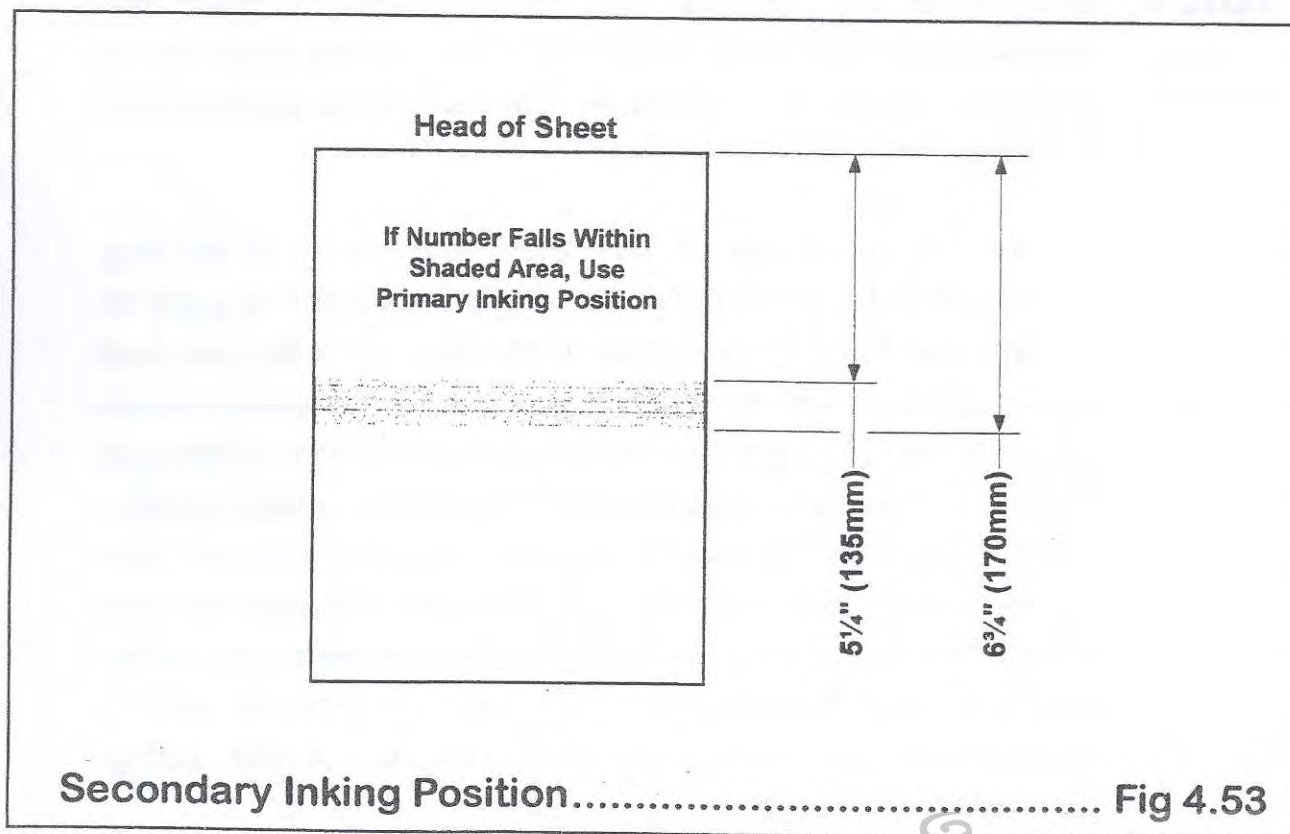 Head of Sheet
If Number Falls Within
Shaded Area, Use
Primary Inking Position
5¼" (135mm)
6¾" (170mm)
Secondary Inking Position........................................ Fig 4.53